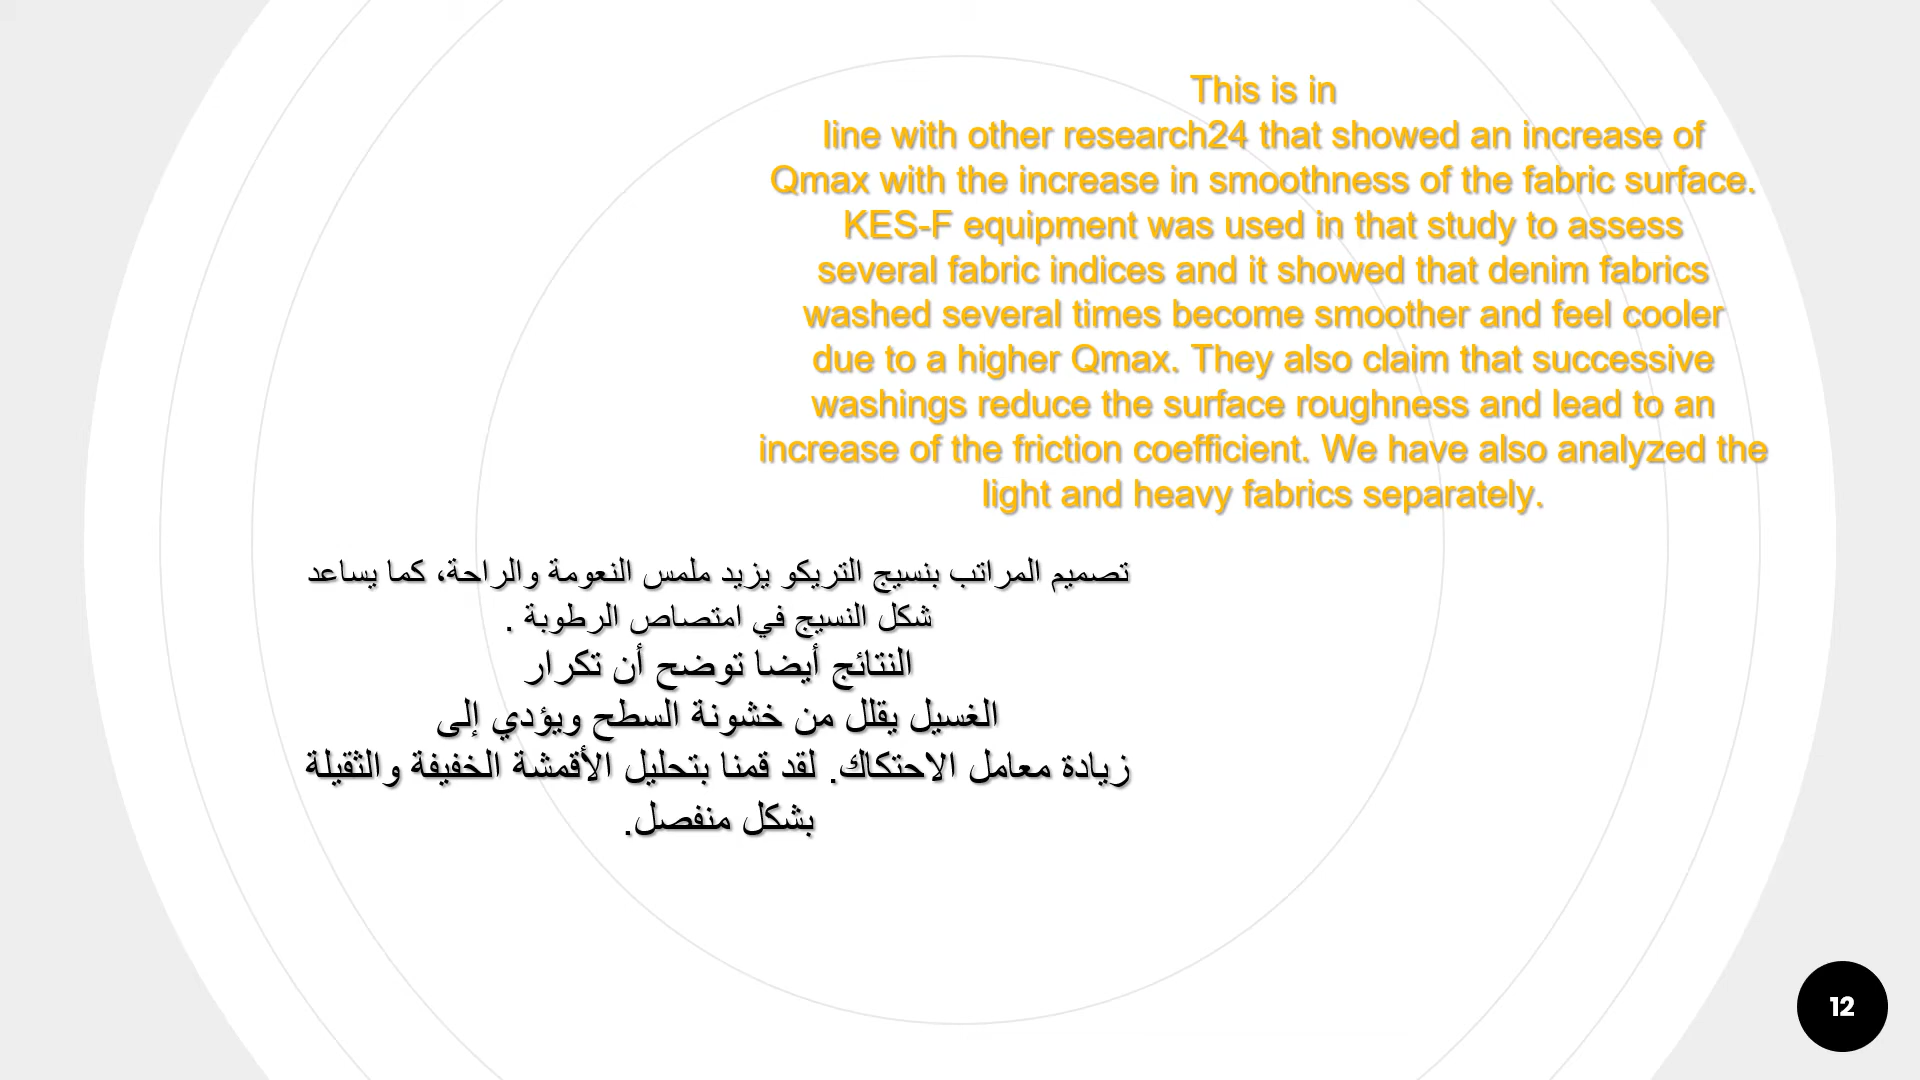 This is in
line with other research24 that showed an increase of
Qmax with the increase in smoothness of the fabric surface.
KES-F equipment was used in that study to assess
several fabric indices and it showed that denim fabrics
washed several times become smoother and feel cooler
due to a higher Qmax. They also claim that successive
washings reduce the surface roughness and lead to an
increase of the friction coefficient. We have also analyzed the
light and heavy fabrics separately.
تصميم المراتب بنسيج التريكو يزيد ملمس النعومة والراحة، كما يساعد
شكل النسيج في امتصاص الرطوبة .
النتائج أيضا توضح أن تكرار
الغسيل يقلل من خشونة السطح ويؤدي إلى
زيادة معامل الاحتكاك. لقد قمنا بتحليل الأقمشة الخفيفة والثقيلة
بشكل منفصل.
12